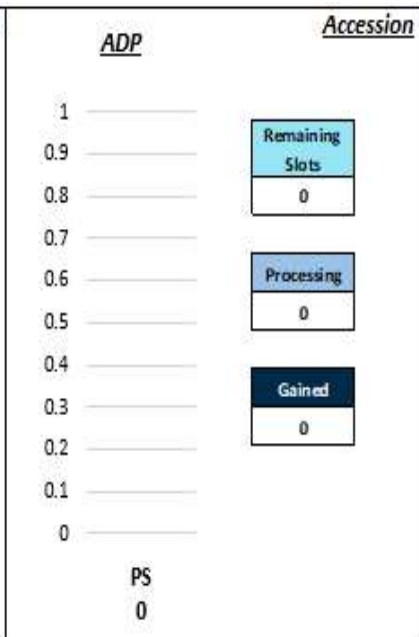 Accession
ADP
1
0.9
0.8
0.7
0.6
0.5
0.4
0.3
0.2
0.1
0
PS
0
Remaining
Slots
0
Processing
0
Gained
0